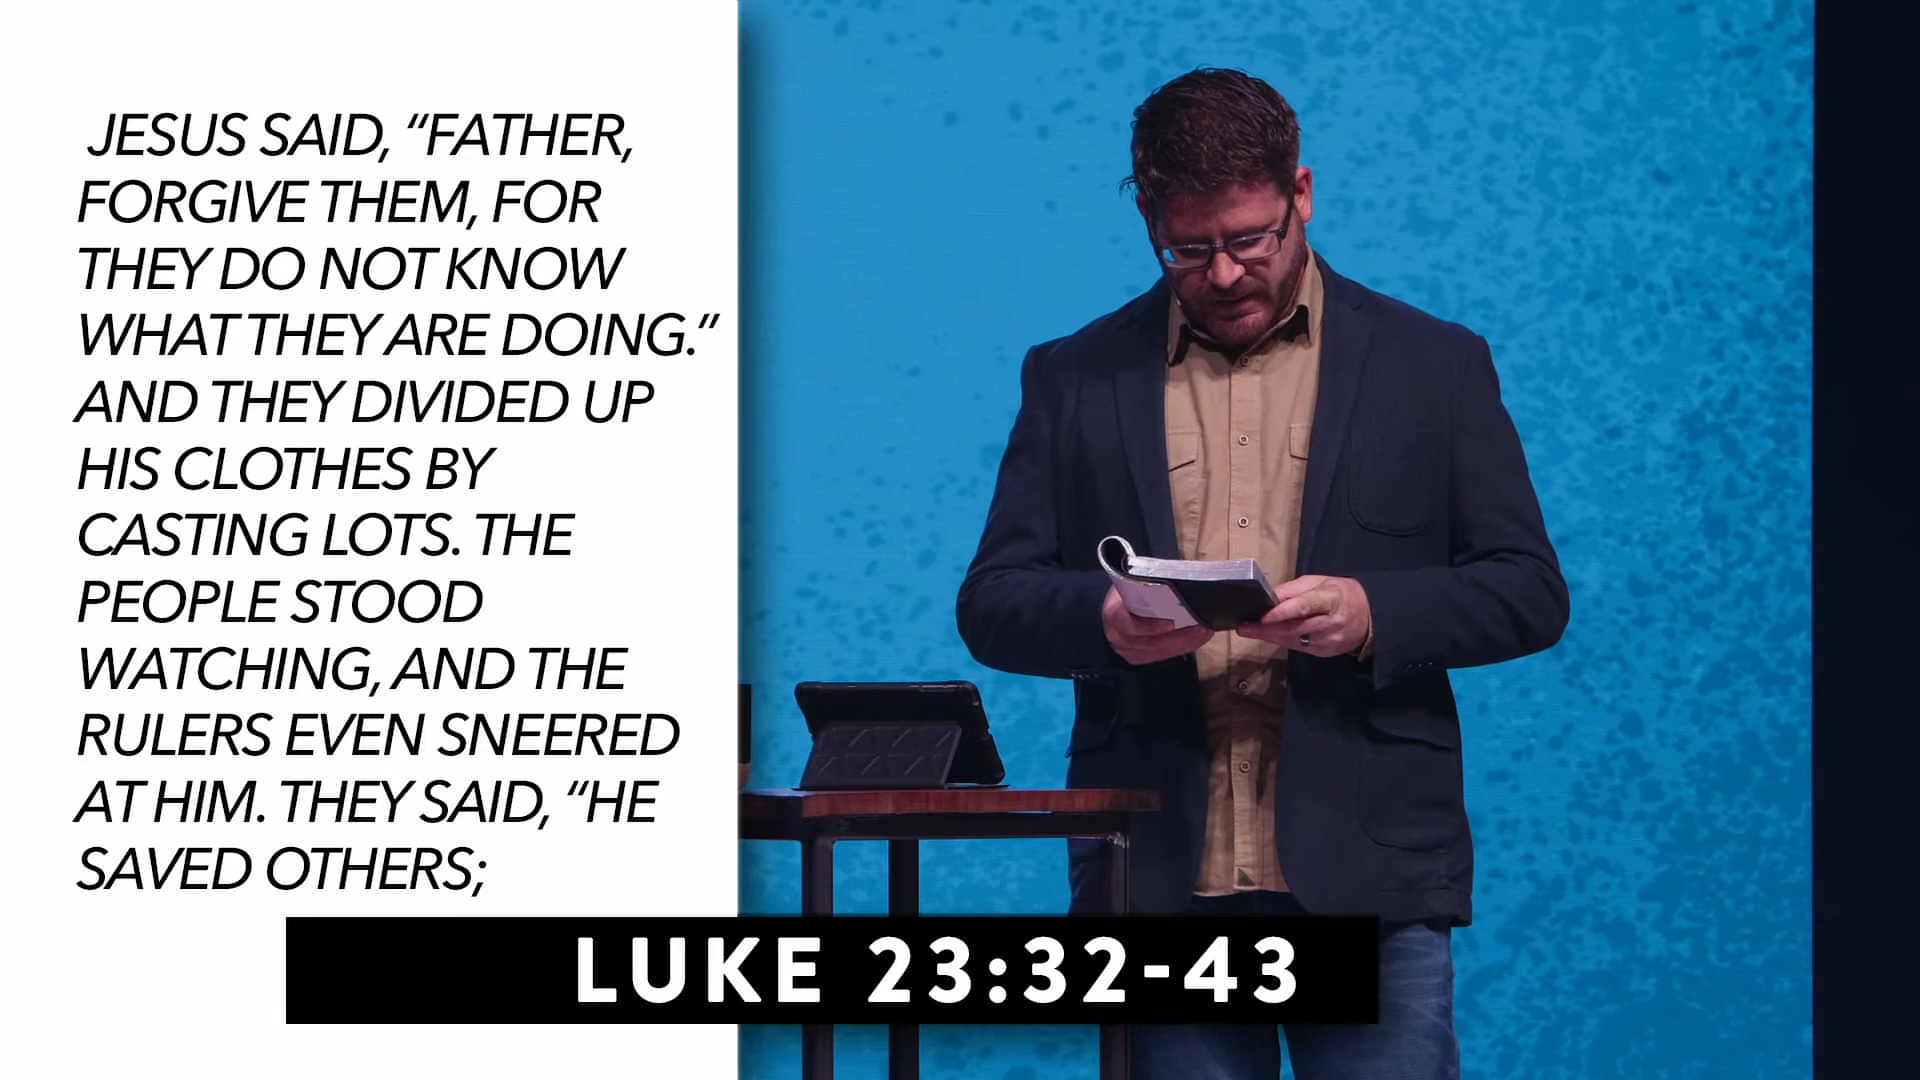 JESUS SAID, “FATHER,
FORGIVE THEM, FOR
THEY DO NOT KNOW
WHAT THEY ARE DOING.”
AND THEY DIVIDED UP
HIS CLOTHES BY
CASTING LOTS. THE
PEOPLE STOOD
WATCHING, AND THE
RULERS EVEN SNEERED
AT HIM. THEY SAID, “HE
SAVED OTHERS;
LUKE 23:32-43